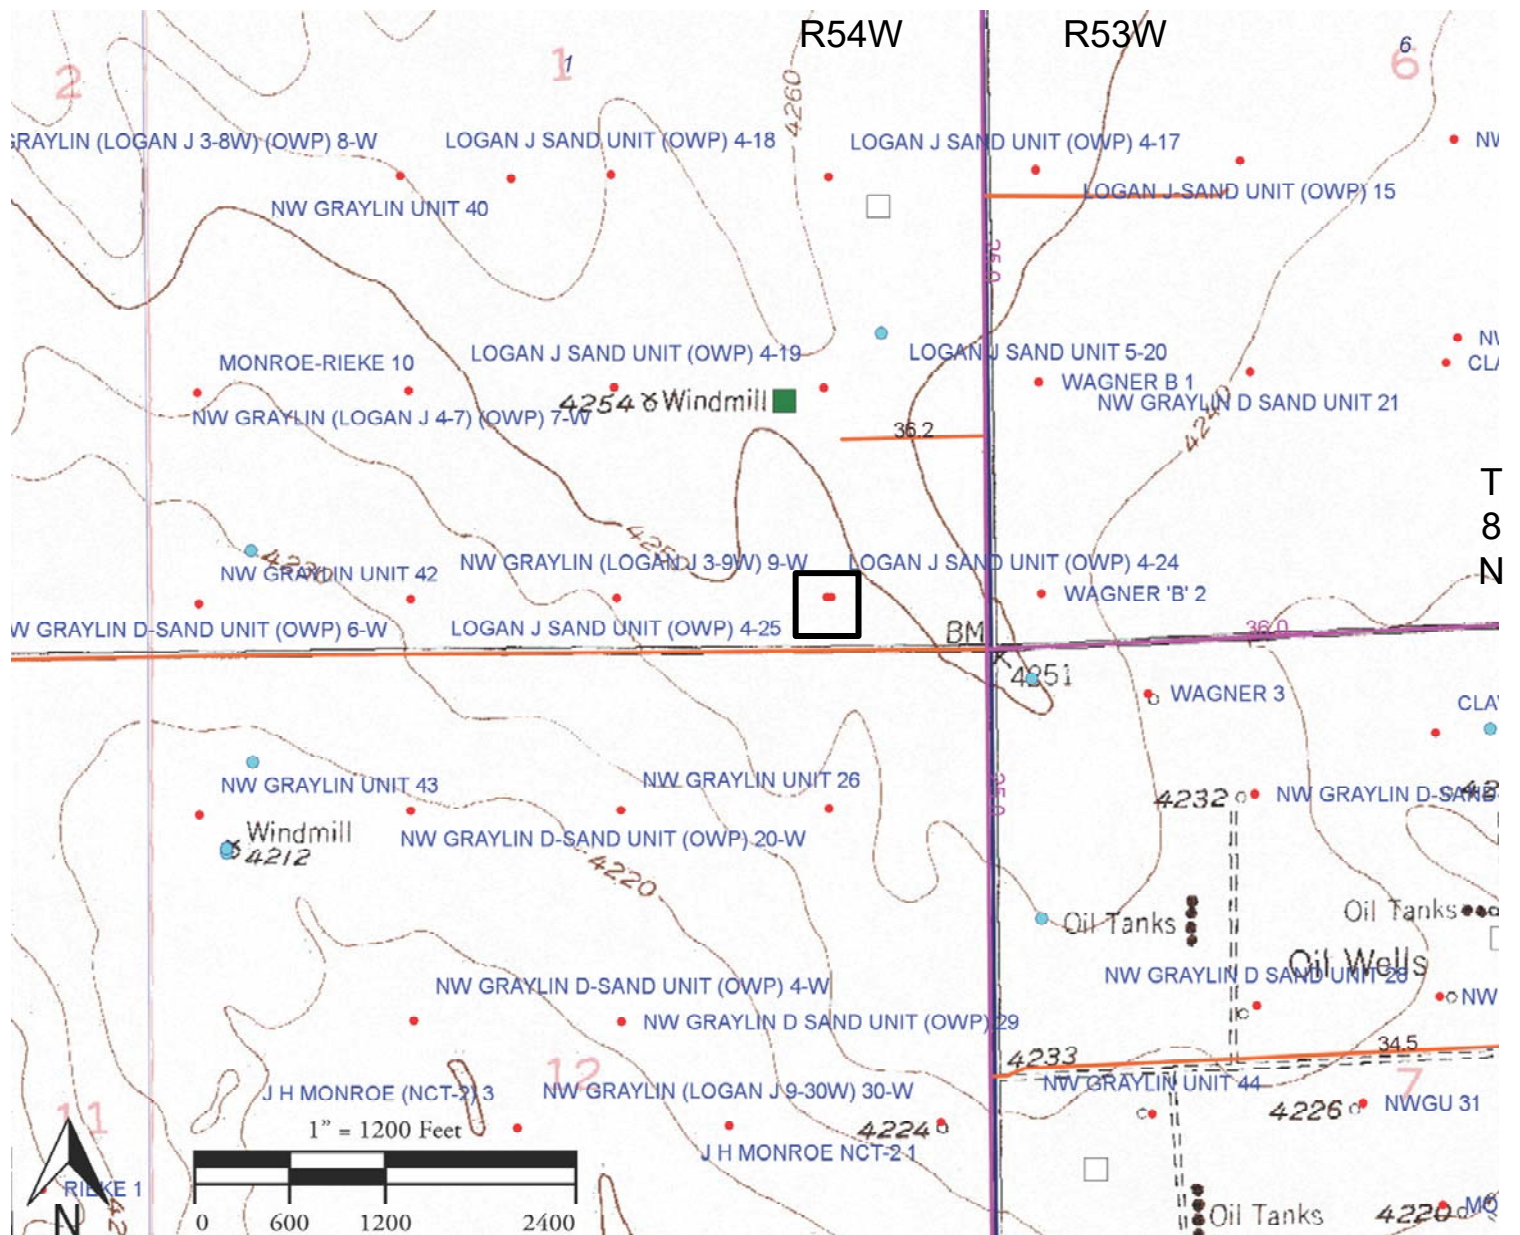 R54W R53W
2 1 1 6 6
4260
GRAYLIN (LOGAN J 3-8W) (OWP) 8-W
LOGAN J SAND UNIT (OWP) 4-18
LOGAN J SAND UNIT (OWP) 4-17
NW
NW GRAYLIN UNIT 40
LOGAN J-SAND UNIT (OWP) 15
35.0
MONROE-RIEKE 10
LOGAN J SAND UNIT (OWP) 4-19
LOGAN J SAND UNIT 5-20
NW
CLA
WAGNER B 1
4254 Windmill
NW GRAYLIN D SAND UNIT 21
NW GRAYLIN (LOGAN J 4-7) (OWP) 7-W
36.2
4240
T
8
N
4250
NW GRAYLIN (LOGAN J 3-9W) 9-W
LOGAN J SAND UNIT (OWP) 4-24
NW GRAYLIN UNIT 42
WAGNER 'B' 2
W GRAYLIN D-SAND UNIT (OWP) 6-W
LOGAN J SAND UNIT (OWP) 4-25
BM
36.0
4251
WAGNER 3
CLA
NW GRAYLIN UNIT 43
NW GRAYLIN UNIT 26
35.0
4232
NW GRAYLIN D-SAND
Windmill
4212
NW GRAYLIN D-SAND UNIT (OWP) 20-W
4220
Oil Tanks
Oil Tanks
Oil Wells
NW GRAYLIN D SAND UNIT 28
NW GRAYLIN D-SAND UNIT (OWP) 4-W
NW
NW GRAYLIN D SAND UNIT (OWP) 29
34.5
4233
12
7
NW GRAYLIN UNIT 44
J H MONROE (NCT-2) 3
NW GRAYLIN (LOGAN J 9-30W) 30-W
4226
NWGU 31
11
1" = 1200 Feet
4224
J H MONROE NCT-2 1
RIEKE 1
N
0 600 1200 2400
Oil Tanks
4220
MO